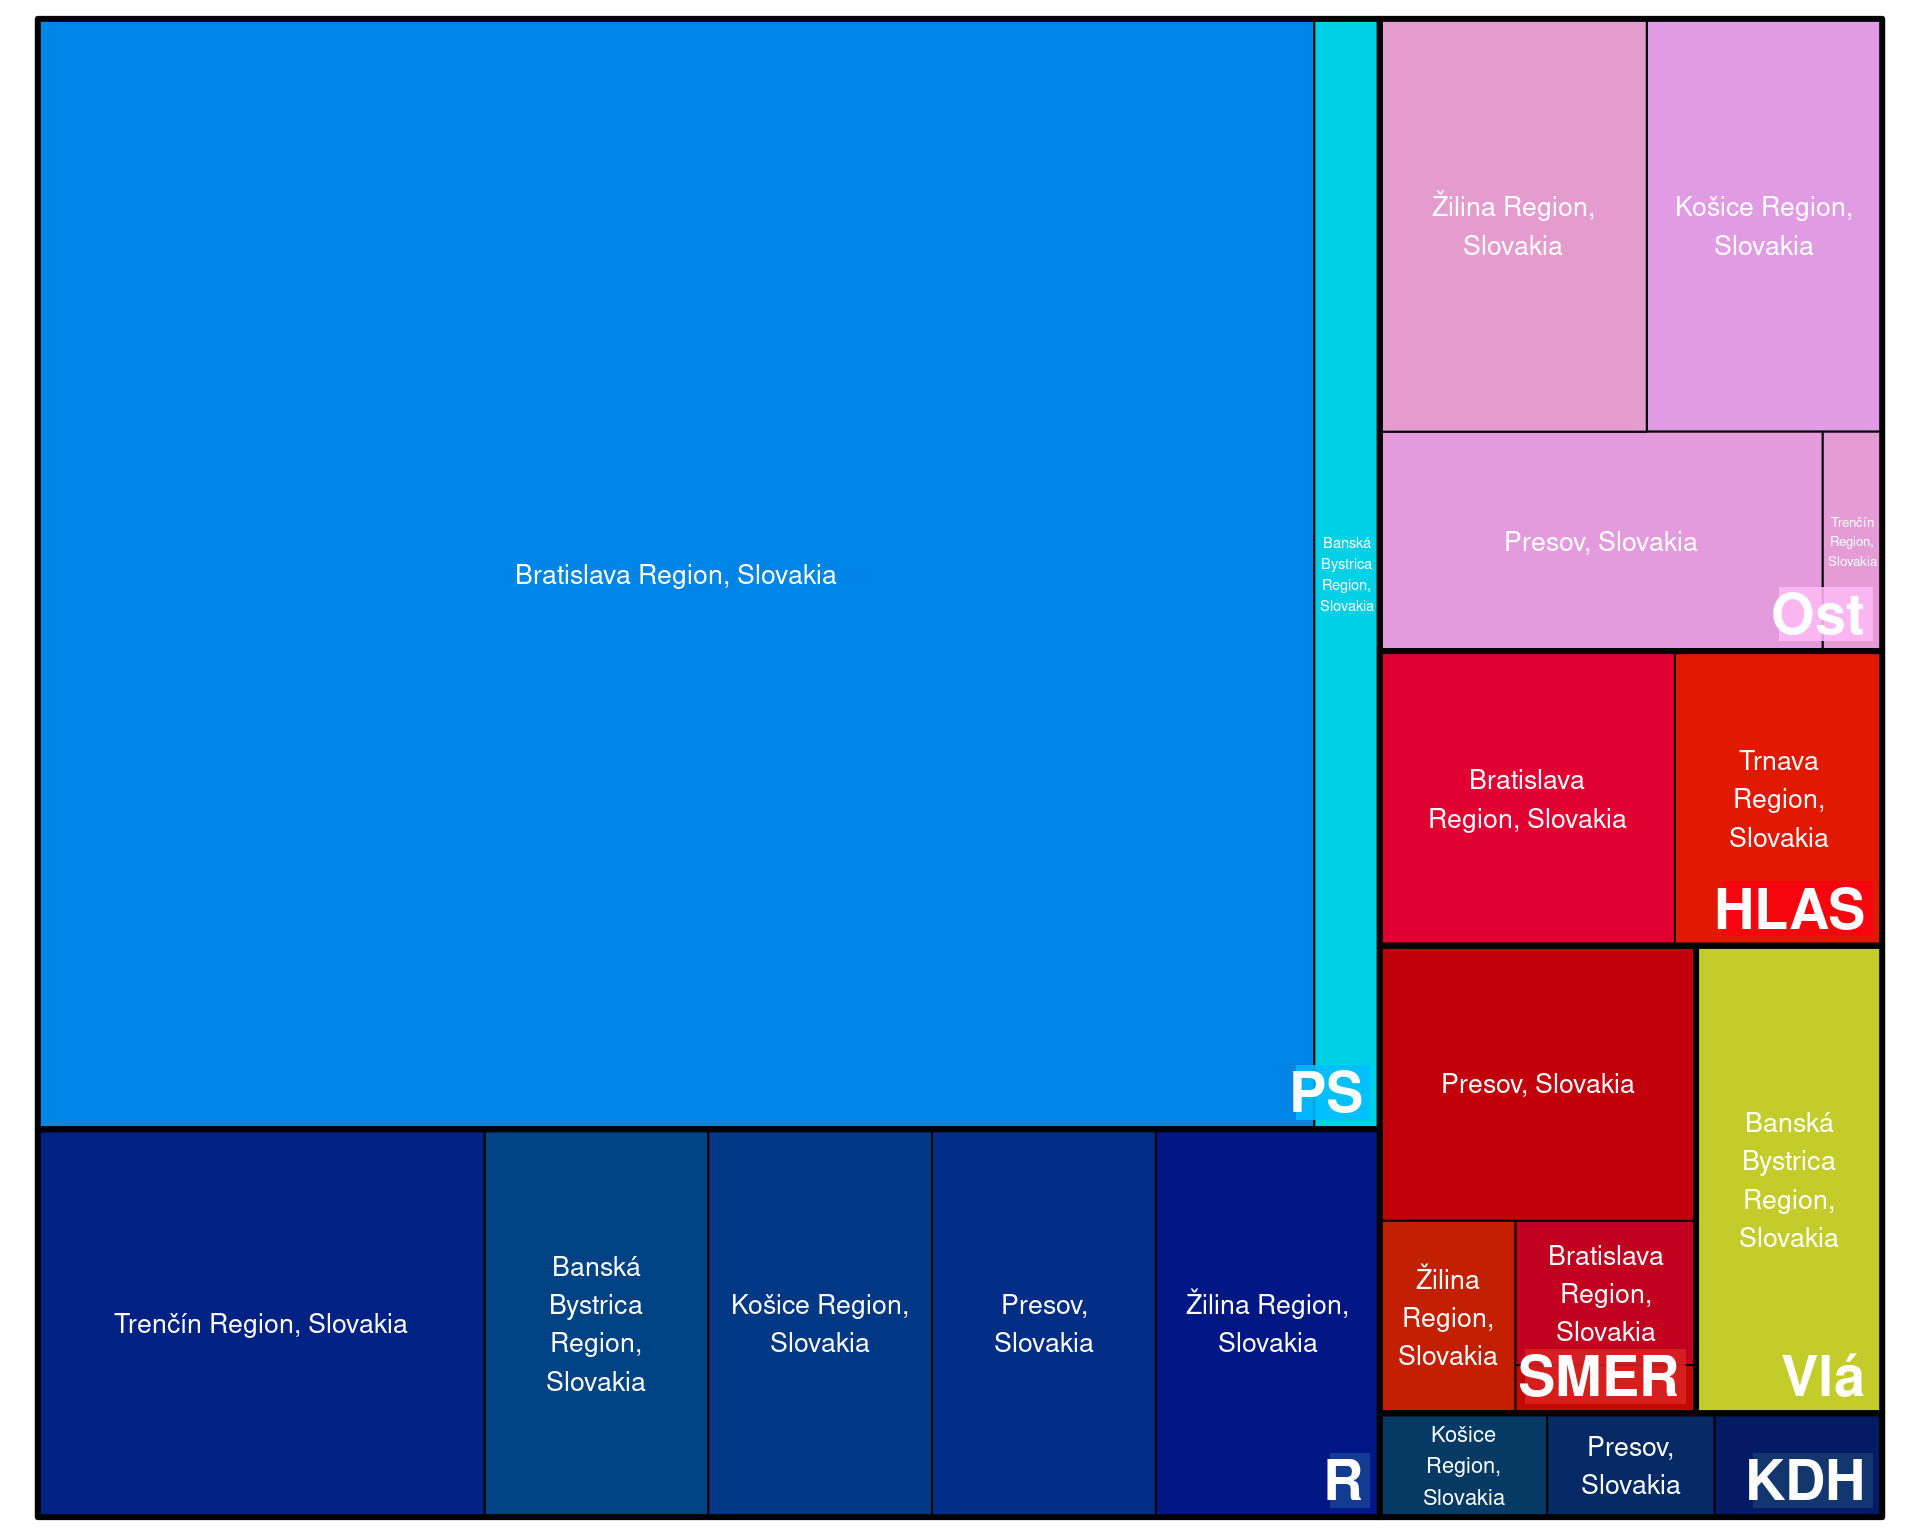 Bratislava Region, Slovakia
Banská
Bystrica
Region,
Slovakia
PS
Trenčín Region, Slovakia
Banská
Bystrica
Region,
Slovakia
Košice Region,
Slovakia
Presov,
Slovakia
Žilina Region,
Slovakia
R
Žilina Region,
Slovakia
Košice Region,
Slovakia
Presov, Slovakia
Trenčín
Region,
Slovakia
Ost
Bratislava
Region, Slovakia
Trnava
Region,
Slovakia
HLAS
Presov, Slovakia
Žilina
Region,
Slovakia
Bratislava
Region,
Slovakia
SMER
Banská
Bystrica
Region,
Slovakia
Vlá
Košice
Region,
Slovakia
Presov,
Slovakia
KDH